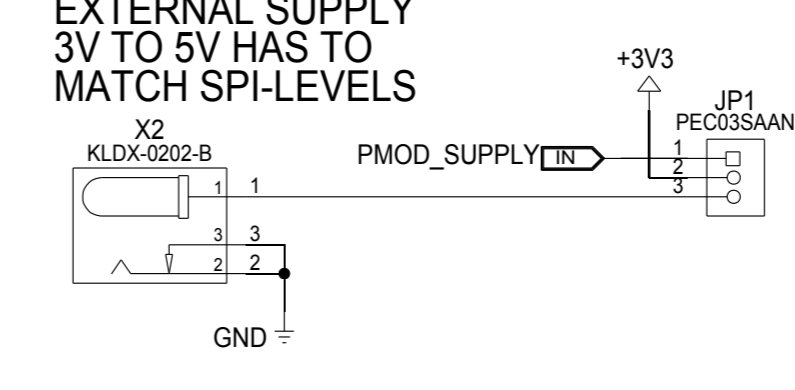 EXTERNAL SUPPLY
3V TO 5V HAS TO
MATCH SPI-LEVELS
+3V3
JP1
PEC03SAAN
X2
KLDX-0202-B
PMOD_SUPPLY IN
1
2
3
1 1
3 3
2 2
GND